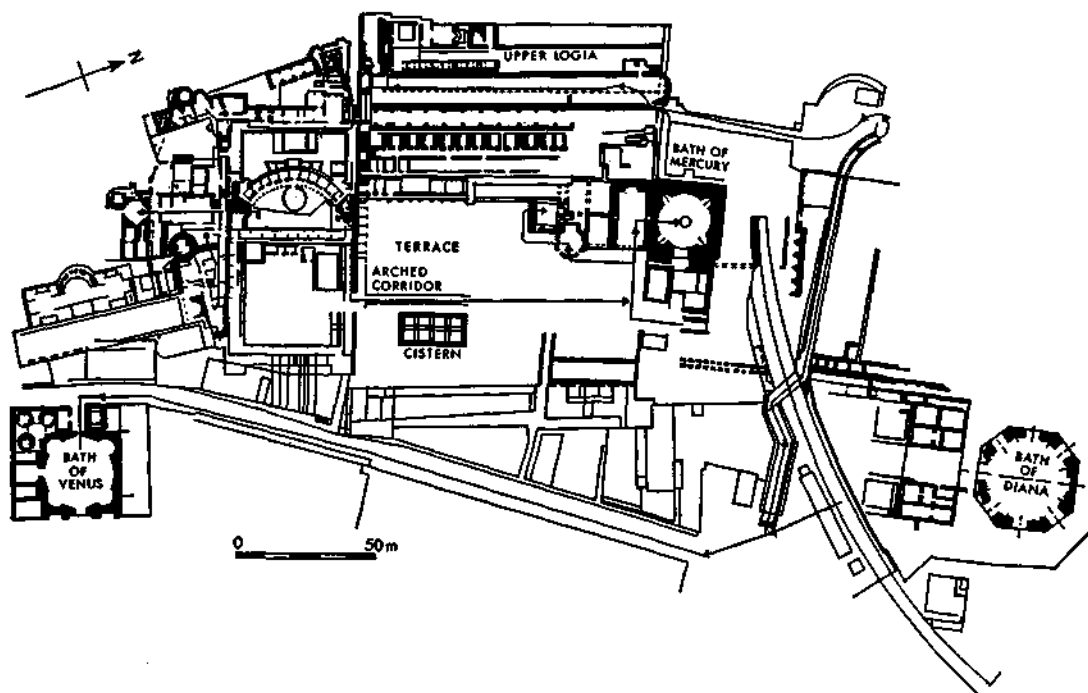 N
UPPER LOGIA
BATH OF
MERCURY
TERRACE
ARCHED
CORRIDOR
CISTERN
BATH
OF
VENUS
BATH
OF
DIANA
0 50m